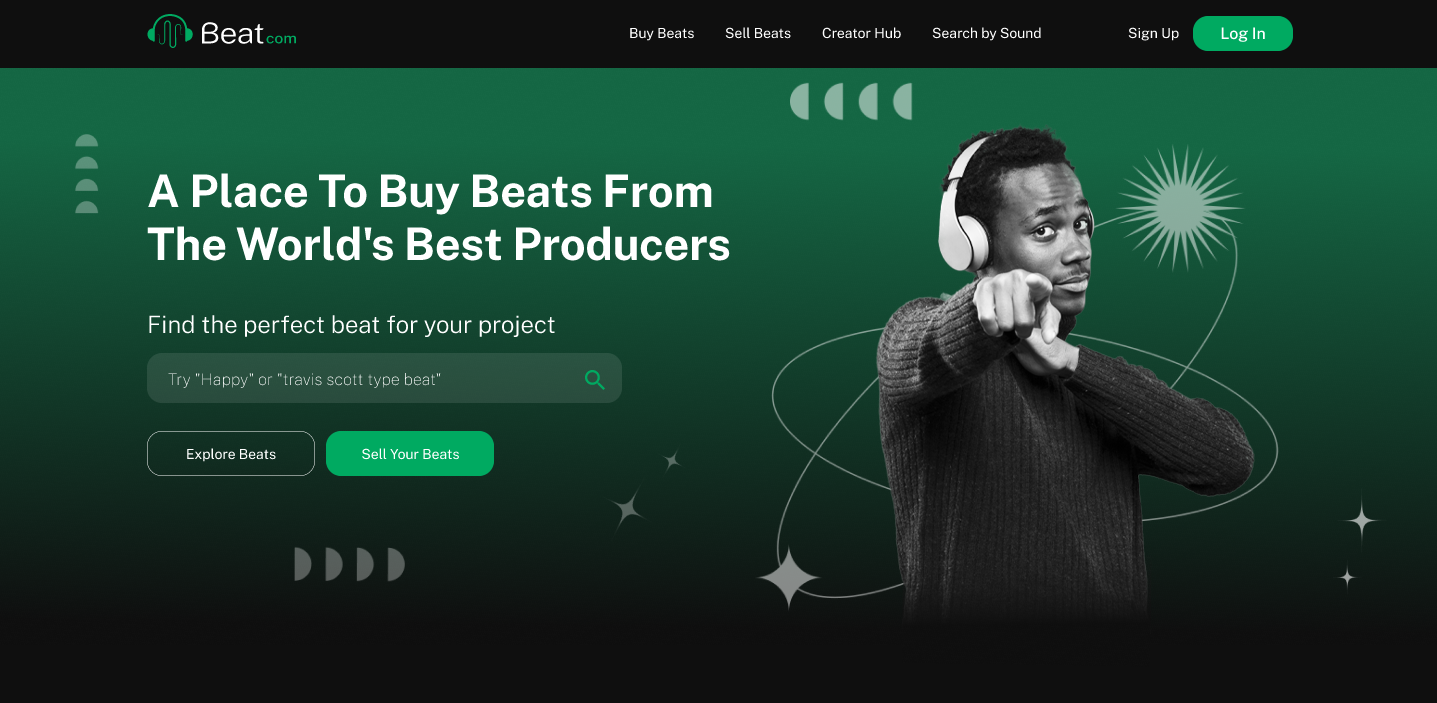 Beat.com
Buy Beats
Sell Beats
Creator Hub
Search by Sound
Sign Up
Log In
A Place To Buy Beats From
The World's Best Producers
Find the perfect beat for your project
Try "Happy" or "travis scott type beat"
Explore Beats
Sell Your Beats